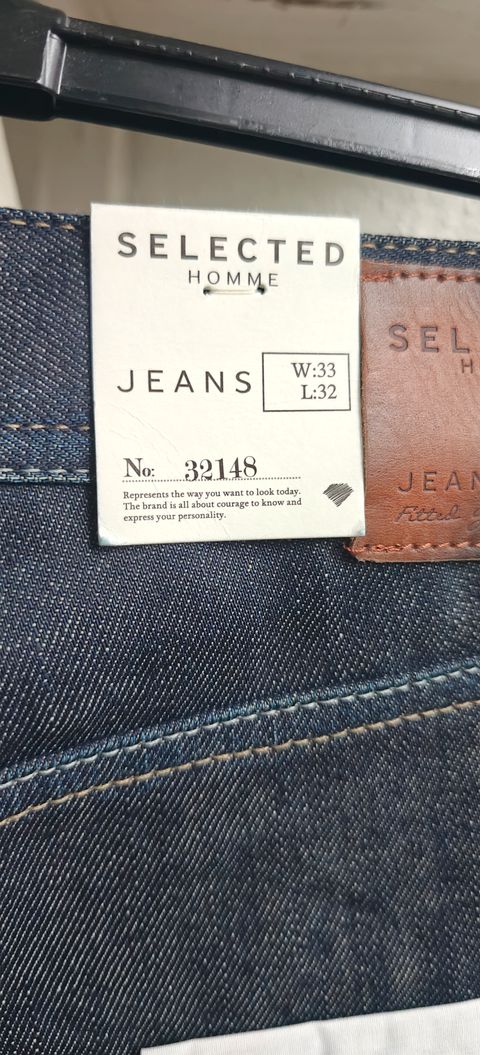 SELECTED
HOMME
JEANS
W:33
L:32
No: 32148
Represents the way you want to look today.
The brand is all about courage to know and
express your personality.
SEL
H
JEAN
Fitted